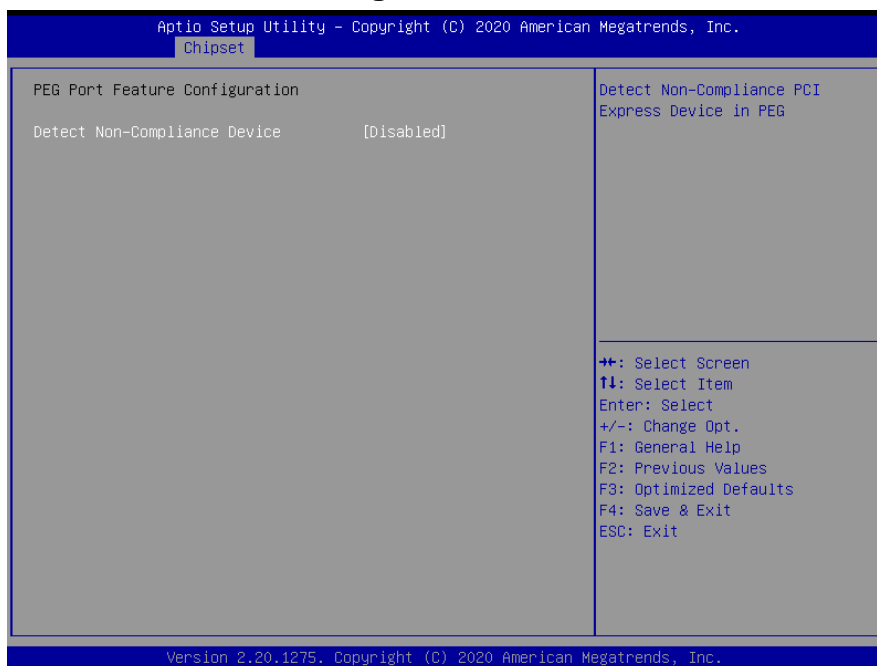 Aptio Setup Utility – Copyright (C) 2020 American Megatrends, Inc.
Chipset
PEG Port Feature Configuration
Detect Non-Compliance Device [Disabled]
Detect Non-Compliance PCI
Express Device in PEG
→←: Select Screen
↑↓: Select Item
Enter: Select
+/-: Change Opt.
F1: General Help
F2: Previous Values
F3: Optimized Defaults
F4: Save & Exit
ESC: Exit
Version 2.20.1275. Copyright (C) 2020 American Megatrends, Inc.